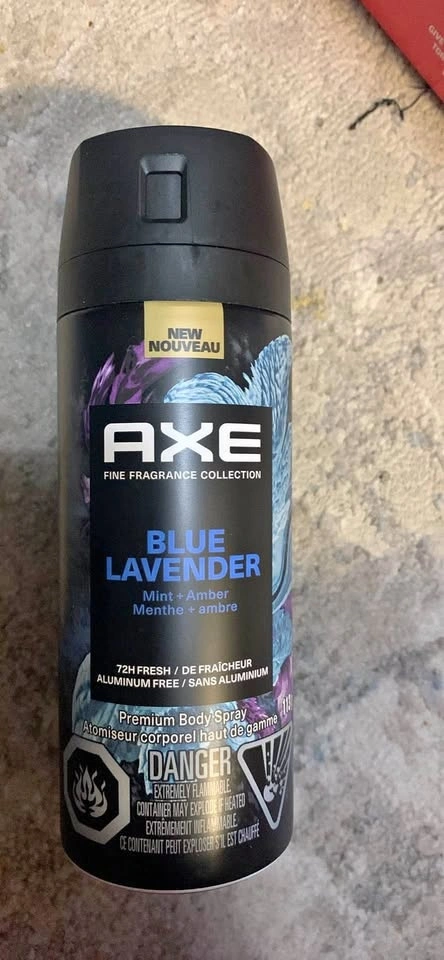 GIVE
NEW
NOUVEAU
AXE
FINE FRAGRANCE COLLECTION
BLUE
LAVENDER
Mint + Amber
Menthe + ambre
72H FRESH / DE FRAÎCHEUR
ALUMINUM FREE / SANS ALUMINIUM
Premium Body Spray
Atomiseur corporel haut de gamme
DANGER
EXTREMELY FLAMMABLE.
CONTAINER MAY EXPLODE IF HEATED
EXTRÊMEMENT INFLAMMABLE.
CE CONTENANT PEUT EXPLOSER S'IL EST CHAUFFÉ